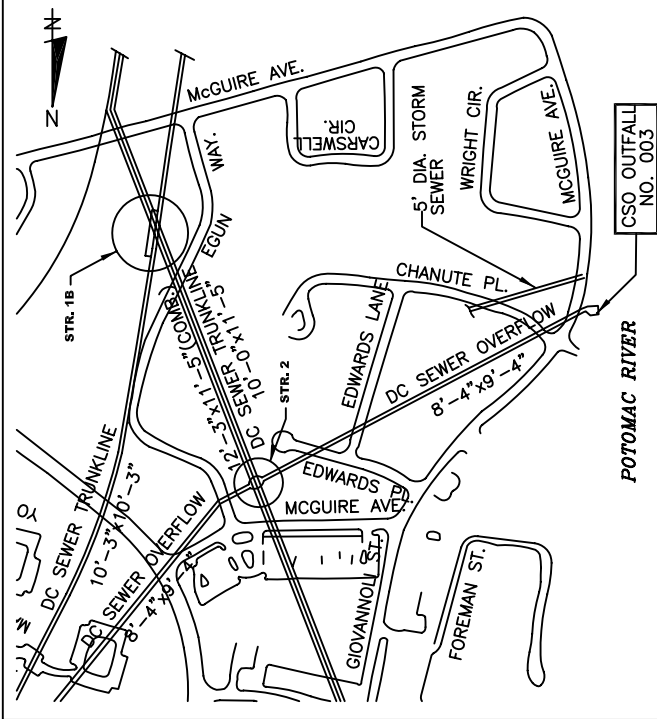 N
McGUIRE AVE.
CARSWELL
CIR.
WAY.
EGUN
STR. 1B
5' DIA. STORM
SEWER
WRIGHT CIR.
MCGUIRE AVE.
CSO OUTFALL
NO. 003
12'-3"x11'-5"(COMB.)
DC SEWER TRUNKLINE
10'-0"x11'-5"
CHANUTE PL.
EDWARDS LANE
STR. 2
DC SEWER OVERFLOW
8'-4"x9'-4"
POTOMAC RIVER
DC SEWER TRUNKLINE
10'-3"x10'-3"
EDWARDS PL.
MCGUIRE AVE.
YO
M.
DC SEWER OVERFLOW
8'-4"x9'-4"
GIOVANNOLI ST.
FOREMAN ST.